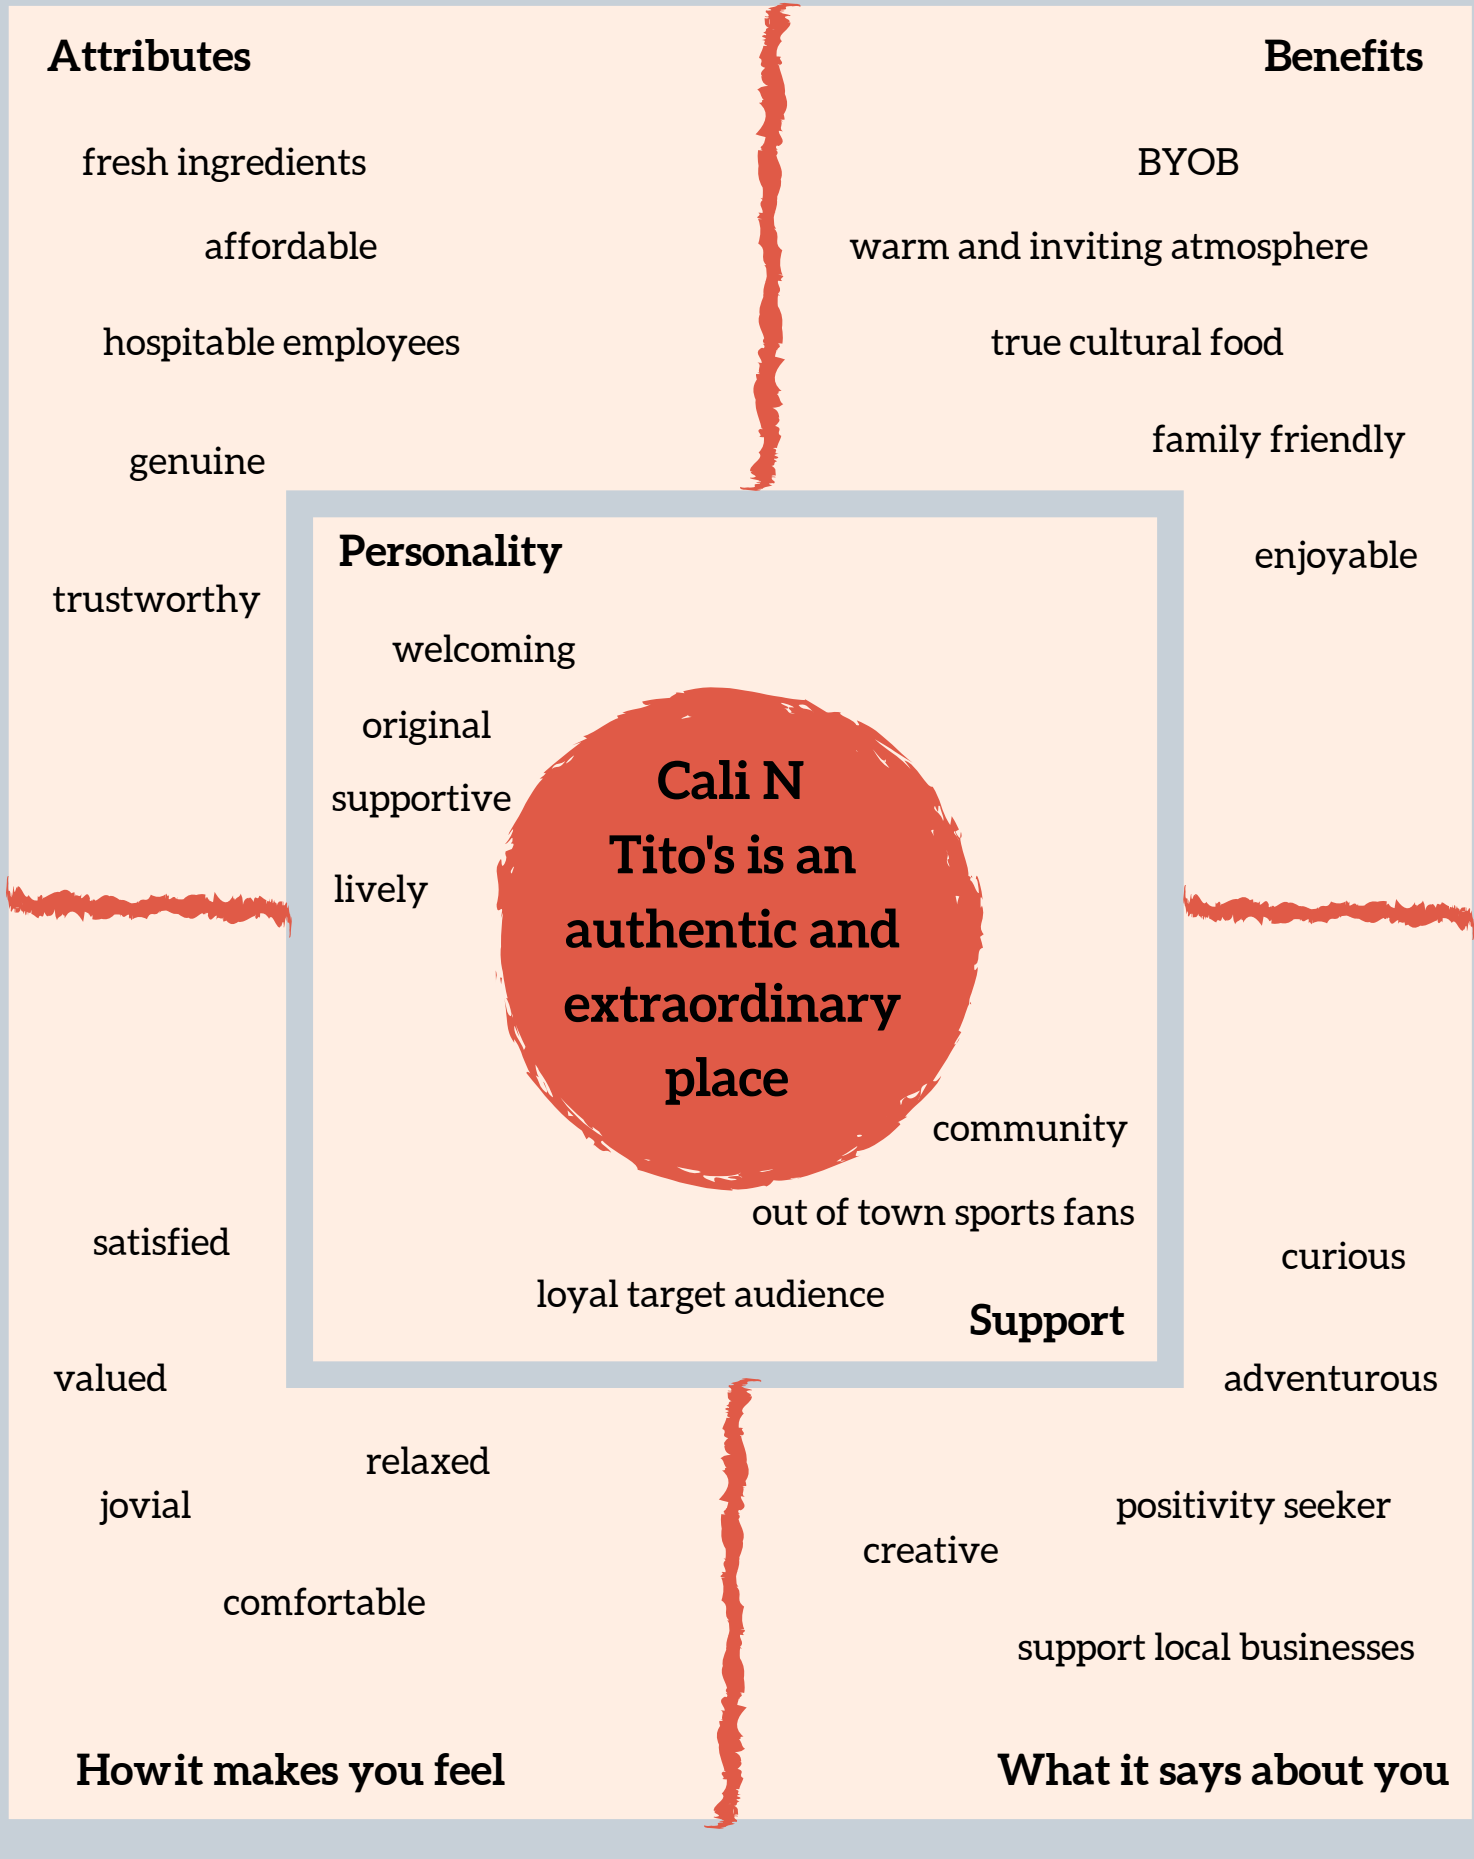 Attributes
fresh ingredients
affordable
hospitable employees
genuine
trustworthy
Benefits
BYOB
warm and inviting atmosphere
true cultural food
family friendly
enjoyable
Personality
welcoming
original
supportive
lively
Cali N
Tito's is an
authentic and
extraordinary
place
community
out of town sports fans
loyal target audience
Support
satisfied
valued
relaxed
jovial
comfortable
How it makes you feel
curious
adventurous
positivity seeker
creative
support local businesses
What it says about you